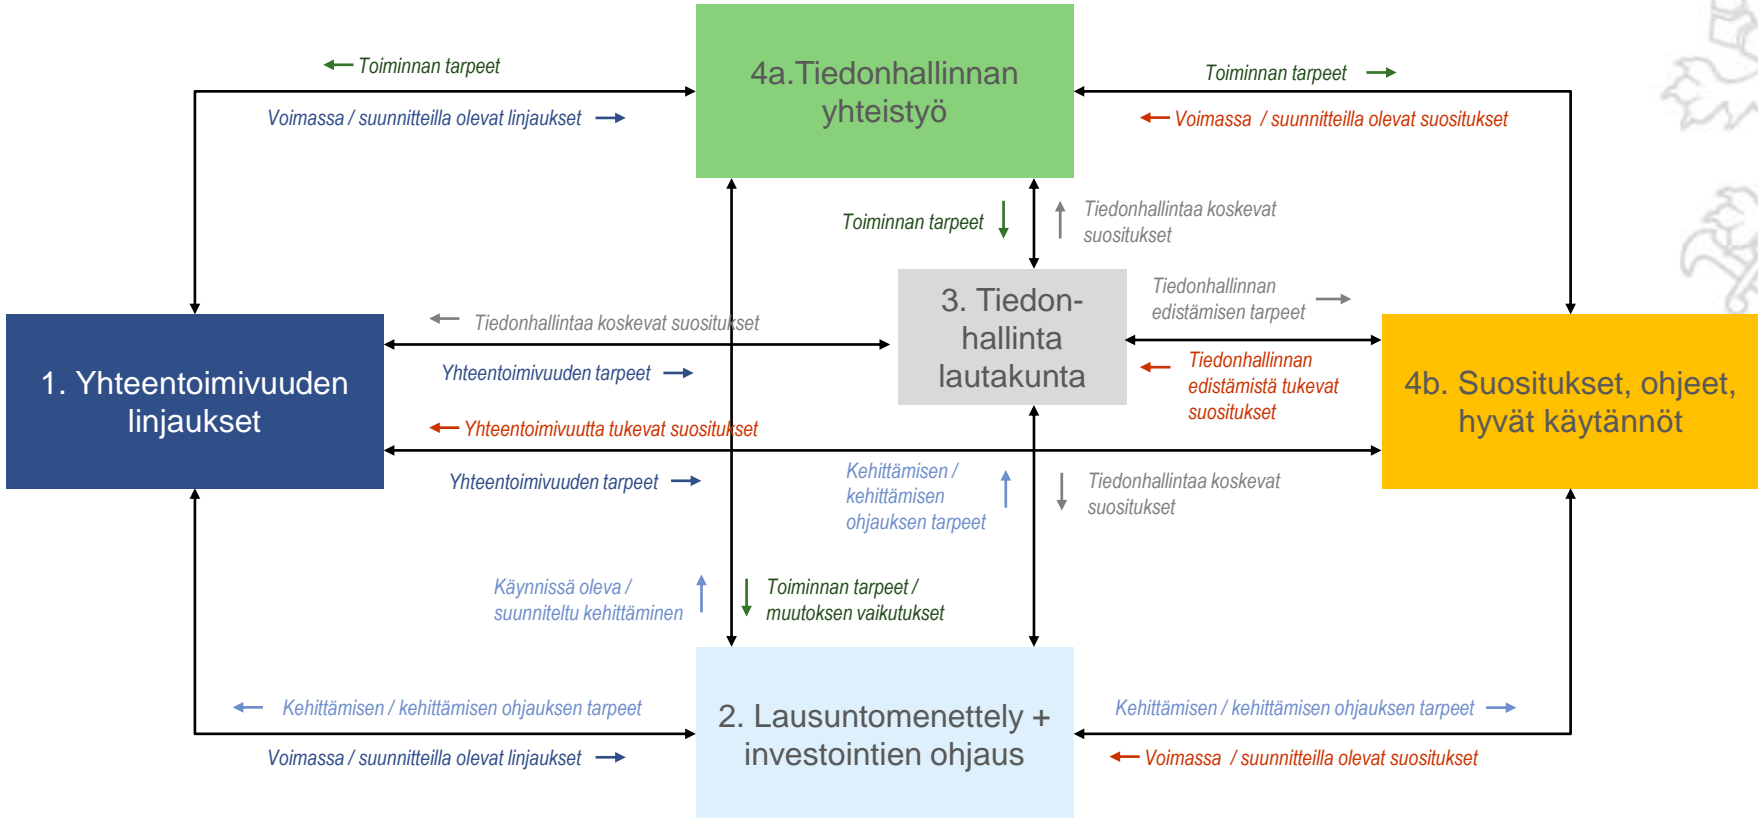 Toiminnan tarpeet
Voimassa / suunnitteilla olevat linjaukset
4a.Tiedonhallinnan
yhteistyö
Toiminnan tarpeet
Voimassa / suunnitteilla olevat suositukset
Toiminnan tarpeet
Tiedonhallintaa koskevat
suositukset
1. Yhteentoimivuuden
linjaukset
Tiedonhallintaa koskevat suositukset
Yhteentoimivuuden tarpeet
3. Tiedon-
hallinta
lautakunta
Tiedonhallinnan
edistämisen tarpeet
Tiedonhallinnan
edistämistä tukevat
suositukset
4b. Suositukset, ohjeet,
hyvät käytännöt
Yhteentoimivuutta tukevat suositukset
Yhteentoimivuuden tarpeet
Kehittämisen /
kehittämisen
ohjauksen tarpeet
Tiedonhallintaa koskevat
suositukset
Käynnissä oleva /
suunniteltu kehittäminen
Toiminnan tarpeet /
muutoksen vaikutukset
Kehittämisen / kehittämisen ohjauksen tarpeet
Voimassa / suunnitteilla olevat linjaukset
2. Lausuntomenettely +
investointien ohjaus
Kehittämisen / kehittämisen ohjauksen tarpeet
Voimassa / suunnitteilla olevat suositukset